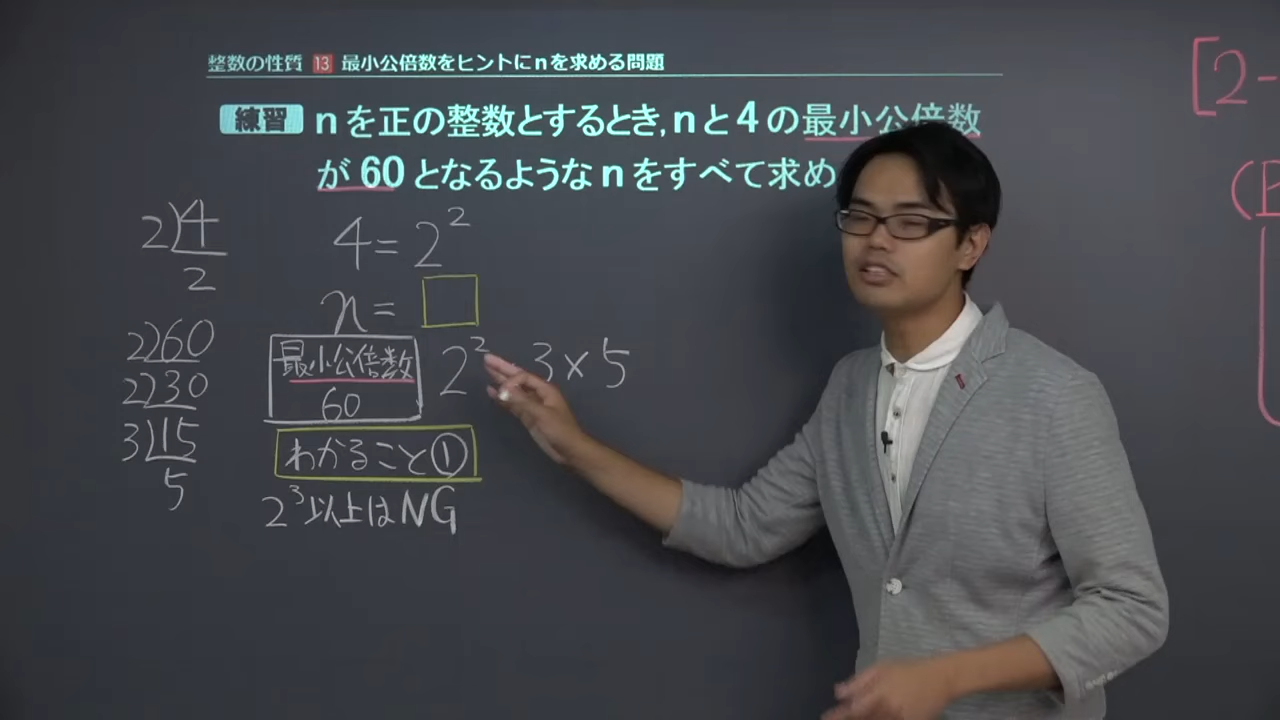 整数の性質 13 最小公倍数をヒントにnを求める問題
練習 nを正の整数とするとき,nと4の最小公倍数
が60となるようなnをすべて求め
2)4
2
2)60
2)30
3)15
5
4=2²
n=□
最小公倍数
60
2² 3×5
わかること①
2³以上はNG
[2-